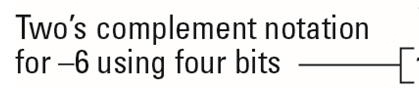 Two’s complement notation
for –6 using four bits